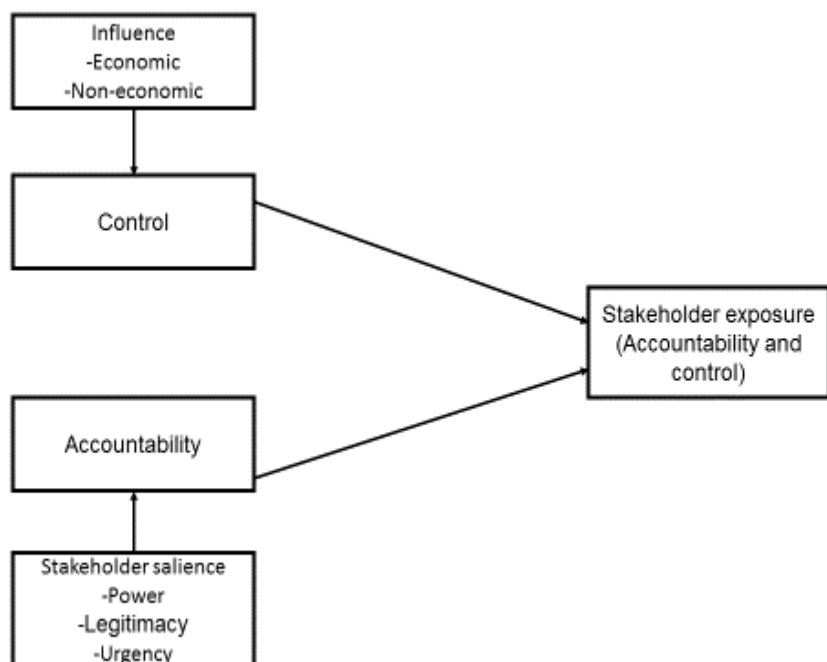 Influence
-Economic
-Non-economic
Control
Stakeholder exposure
(Accountability and
control)
Accountability
Stakeholder salience
-Power
-Legitimacy
-Urgency